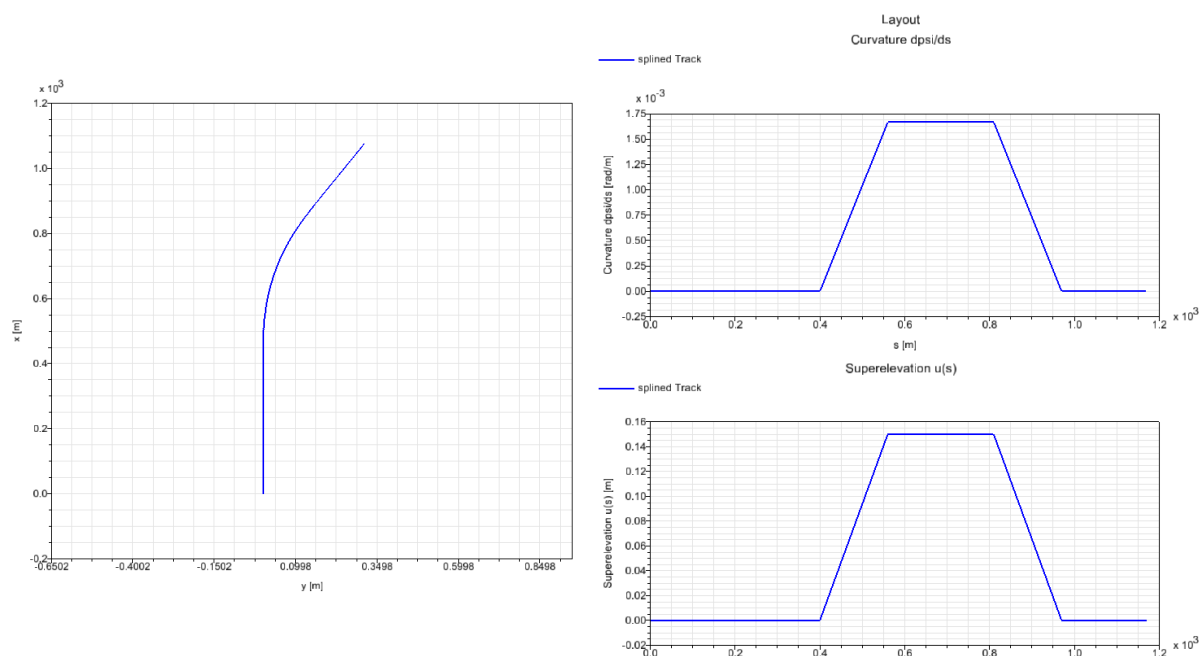 x 10^3
1.2
1.0
0.8
0.6
0.4
0.2
0.0
-0.2
x [m]
-0.6502 -0.4002 -0.1502 0.0998 0.3498 0.5998 0.8498
y [m]
Layout
Curvature dpsi/ds
splined Track
x 10^-3
1.75
1.50
1.25
1.00
0.75
0.50
0.25
0.00
-0.25
Curvature dpsi/ds [rad/m]
0.0 0.2 0.4 0.6 0.8 1.0 1.2 x 10^3
s [m]
Superelevation u(s)
splined Track
0.16
0.14
0.12
0.10
0.08
0.06
0.04
0.02
0.00
-0.02
Superelevation u(s) [m]
0.0 0.2 0.4 0.6 0.8 1.0 1.2 x 10^3